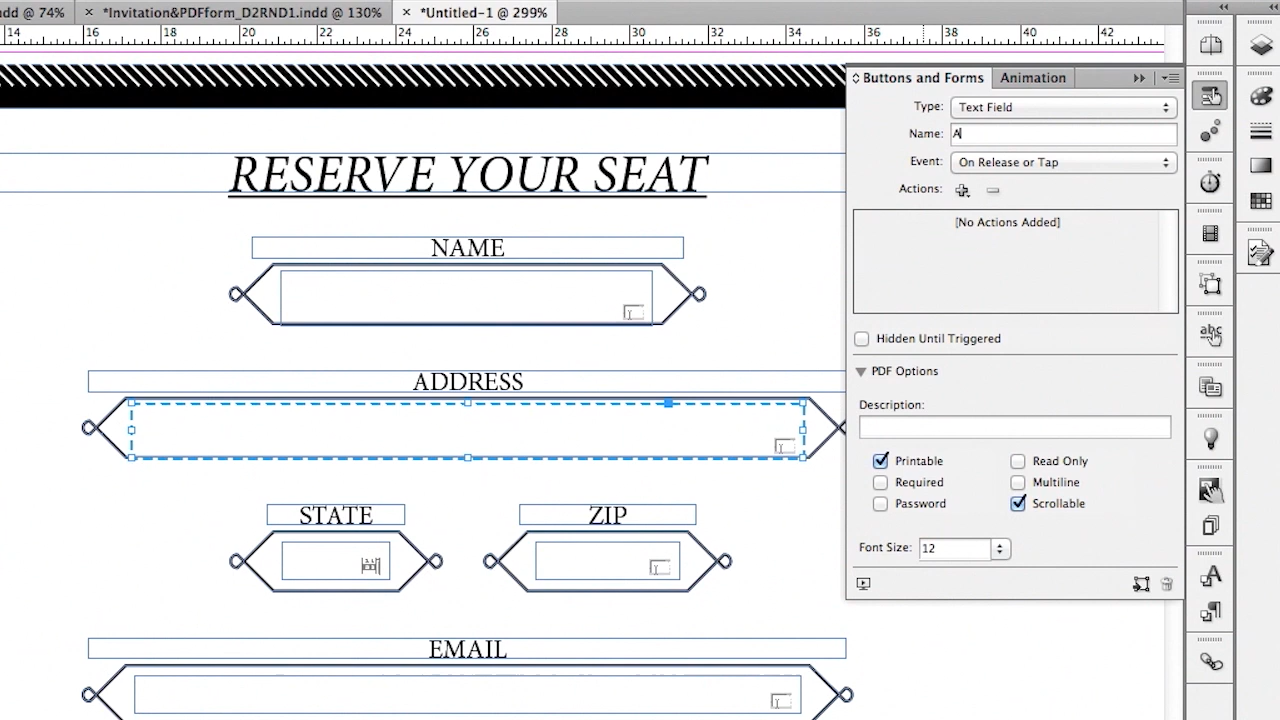 ndd @ 74%
*Invitation&PDFform_D2RND1.indd @ 130%
*Untitled-1 @ 299%
14 16 18 20 22 24 26 28 30 32 34 36 38 40 42
Buttons and Forms
Animation
Type: Text Field
Name: A
Event: On Release or Tap
Actions:
[No Actions Added]
Hidden Until Triggered
PDF Options
Description:
Printable
Read Only
Required
Multiline
Password
Scrollable
Font Size: 12
RESERVE YOUR SEAT
NAME
ADDRESS
STATE
ZIP
EMAIL
abc